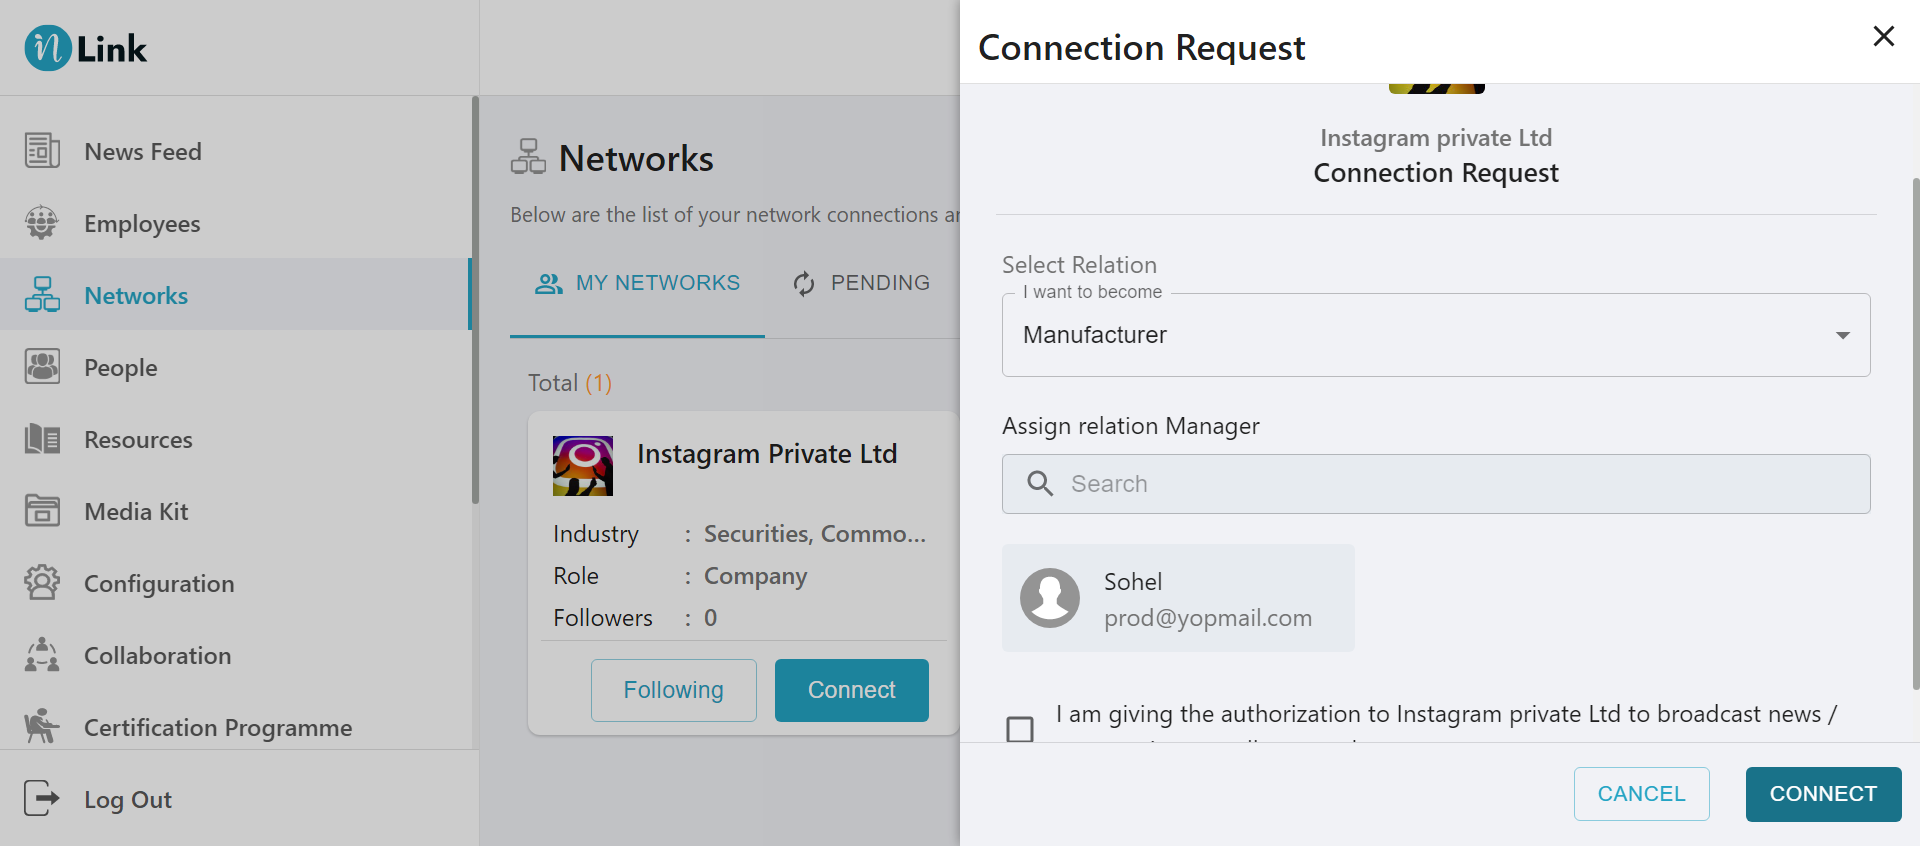 n Link
News Feed
Employees
Networks
People
Resources
Media Kit
Configuration
Collaboration
Certification Programme
Log Out
Networks
Below are the list of your network connections
MY NETWORKS
PENDING
Total (1)
Instagram Private Ltd
Industry : Securities, Commo...
Role : Company
Followers : 0
Following
Connect
Connection Request
Instagram private Ltd
Connection Request
Select Relation
I want to become
Manufacturer
Assign relation Manager
Search
Sohel
prod@yopmail.com
I am giving the authorization to Instagram private Ltd to broadcast news /
CANCEL
CONNECT